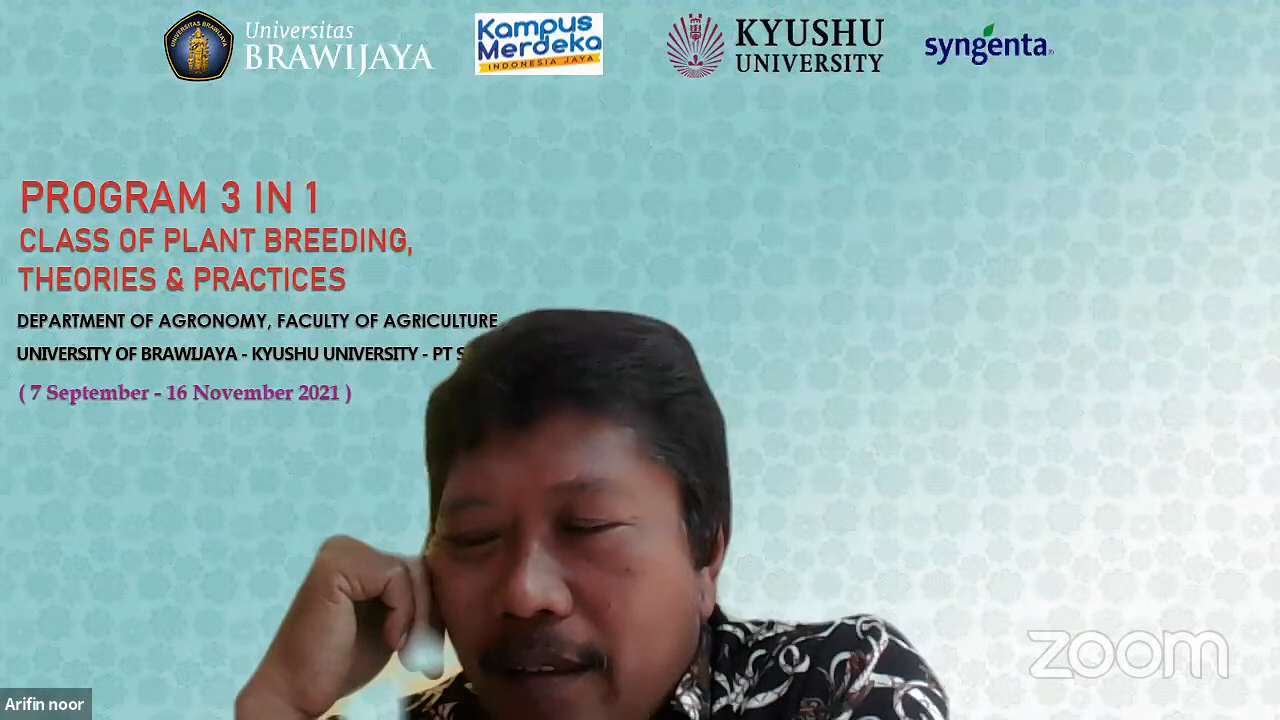 Universitas
BRAWIJAYA
Kampus
Merdeka
INDONESIA JAYA
KYUSHU
UNIVERSITY
syngenta
PROGRAM 3 IN 1
CLASS OF PLANT BREEDING,
THEORIES & PRACTICES
DEPARTMENT OF AGRONOMY, FACULTY OF AGRICULTURE
UNIVERSITY OF BRAWIJAYA - KYUSHU UNIVERSITY - PT S
( 7 September - 16 November 2021 )
zoom
Arifin noor